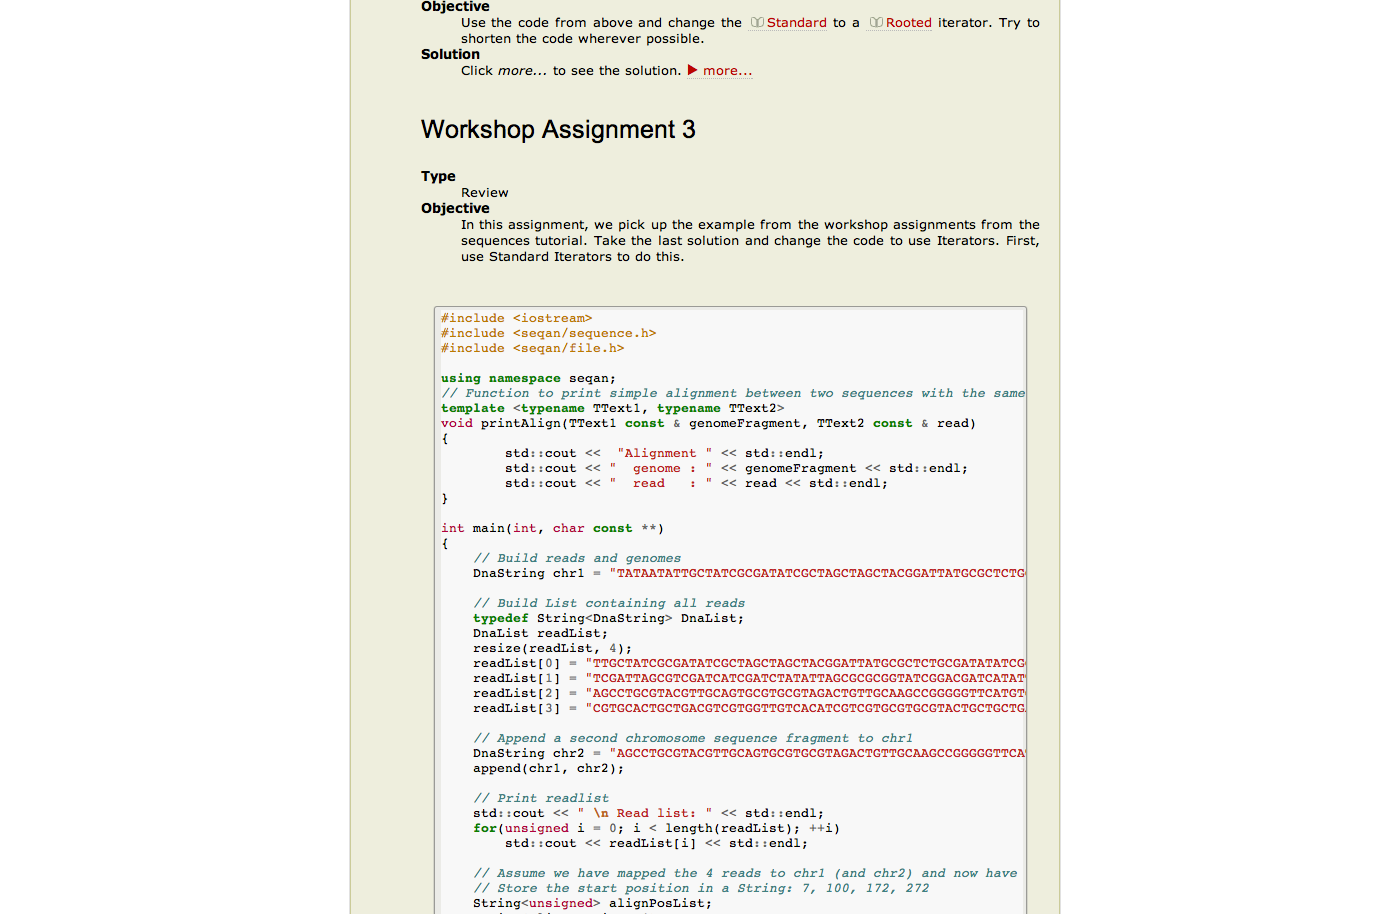 Objective
Use the code from above and change the Standard to a Rooted iterator. Try to
shorten the code wherever possible.
Solution
Click more... to see the solution. ▶ more...
Workshop Assignment 3
Type
Review
Objective
In this assignment, we pick up the example from the workshop assignments from the
sequences tutorial. Take the last solution and change the code to use Iterators. First,
use Standard Iterators to do this.
#include <iostream>
#include <seqan/sequence.h>
#include <seqan/file.h>
using namespace seqan;
// Function to print simple alignment between two sequences with the same
template <typename TText1, typename TText2>
void printAlign(TText1 const & genomeFragment, TText2 const & read)
{
std::cout <<  "Alignment " << std::endl;
std::cout << "  genome : " << genomeFragment << std::endl;
std::cout << "  read   : " << read << std::endl;
}
int main(int, char const **)
{
// Build reads and genomes
DnaString chr1 = "TATAATATTGCTATCGCGATATCGCTAGCTAGCTACGGATTATGCGCTCTG
// Build List containing all reads
typedef String<DnaString> DnaList;
DnaList readList;
resize(readList, 4);
readList[0] = "TTGCTATCGCGATATCGCTAGCTAGCTACGGATTATGCGCTCTGCGATATATCG
readList[1] = "TCGATTAGCGTCGATCATCGATCTATATTAGCGCGCGGTATCGGACGATCATAT
readList[2] = "AGCCTGCGTACGTTGCAGTGCGTGCGTAGACTGTTGCAAGCCGGGGGTTCATGT
readList[3] = "CGTGCACTGCTGACGTCGTGGTTGTCACATCGTCGTGCGTGCGTACTGCTGCTG
// Append a second chromosome sequence fragment to chr1
DnaString chr2 = "AGCCTGCGTACGTTGCAGTGCGTGCGTAGACTGTTGCAAGCCGGGGGTTCA
append(chr1, chr2);
// Print readlist
std::cout << " \n Read list: " << std::endl;
for(unsigned i = 0; i < length(readList); ++i)
std::cout << readList[i] << std::endl;
// Assume we have mapped the 4 reads to chr1 (and chr2) and now have
// Store the start position in a String: 7, 100, 172, 272
String<unsigned> alignPosList;